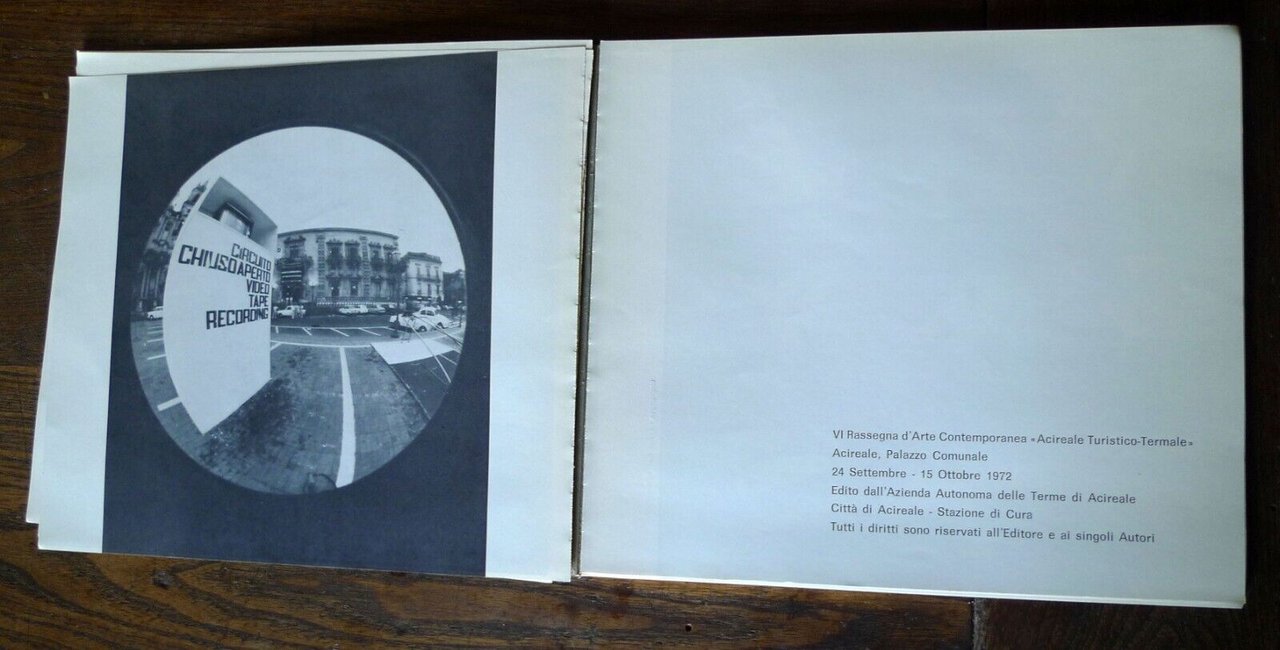 CIRCUITO
CHIUSOAPERTO
VIDEO
TAPE
RECORDING
VI Rassegna d'Arte Contemporanea «Acireale Turistico-Termale»
Acireale, Palazzo Comunale
24 Settembre - 15 Ottobre 1972
Edito dall'Azienda Autonoma delle Terme di Acireale
Città di Acireale - Stazione di Cura
Tutti i diritti sono riservati all'Editore e ai singoli Autori